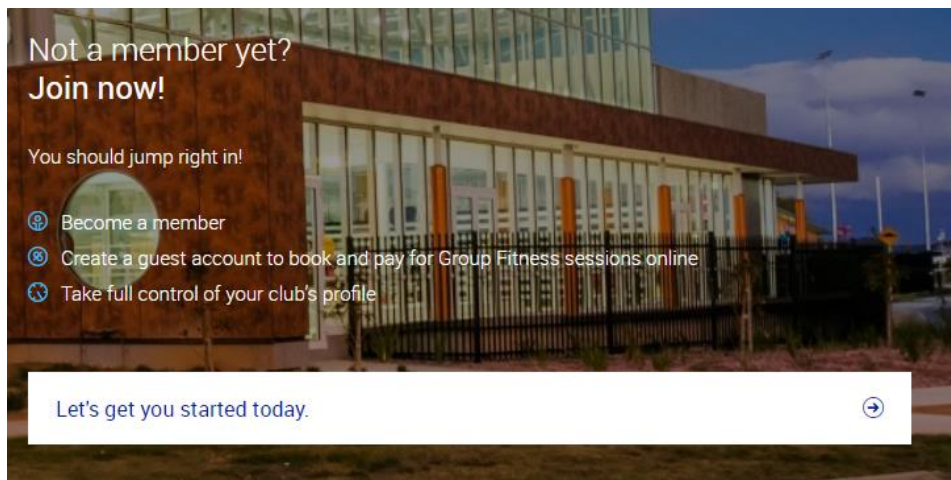 Not a member yet?
Join now!
You should jump right in!
Become a member
Create a guest account to book and pay for Group Fitness sessions online
Take full control of your club's profile
Let's get you started today.